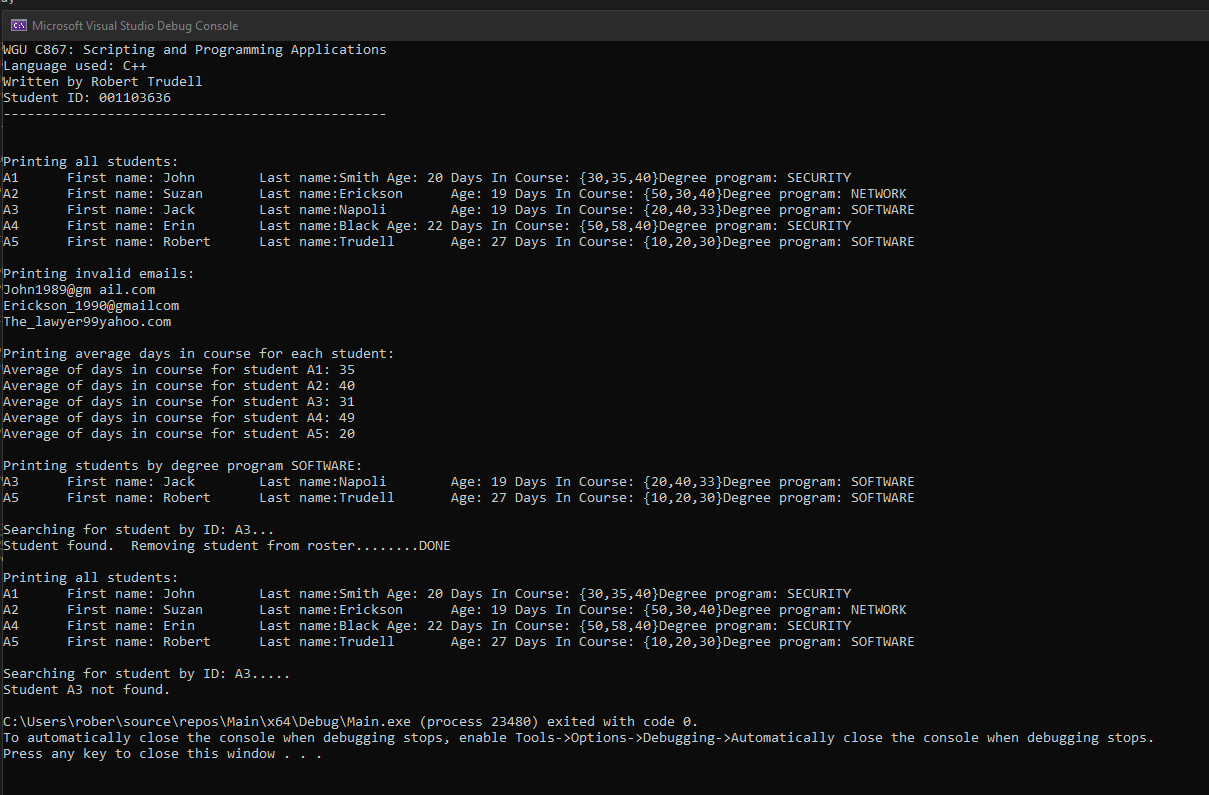 Microsoft Visual Studio Debug Console
WGU C867: Scripting and Programming Applications
Language used: C++
Written by Robert Trudell
Student ID: 001103636
------------------------------------------------
Printing all students:
A1      First name: John        Last name:Smith Age: 20 Days In Course: {30,35,40}Degree program: SECURITY
A2      First name: Suzan       Last name:Erickson      Age: 19 Days In Course: {50,30,40}Degree program: NETWORK
A3      First name: Jack        Last name:Napoli        Age: 19 Days In Course: {20,40,33}Degree program: SOFTWARE
A4      First name: Erin        Last name:Black Age: 22 Days In Course: {50,58,40}Degree program: SECURITY
A5      First name: Robert      Last name:Trudell       Age: 27 Days In Course: {10,20,30}Degree program: SOFTWARE
Printing invalid emails:
John1989@gm ail.com
Erickson_1990@gmailcom
The_lawyer99yahoo.com
Printing average days in course for each student:
Average of days in course for student A1: 35
Average of days in course for student A2: 40
Average of days in course for student A3: 31
Average of days in course for student A4: 49
Average of days in course for student A5: 20
Printing students by degree program SOFTWARE:
A3      First name: Jack        Last name:Napoli        Age: 19 Days In Course: {20,40,33}Degree program: SOFTWARE
A5      First name: Robert      Last name:Trudell       Age: 27 Days In Course: {10,20,30}Degree program: SOFTWARE
Searching for student by ID: A3...
Student found.  Removing student from roster........DONE
Printing all students:
A1      First name: John        Last name:Smith Age: 20 Days In Course: {30,35,40}Degree program: SECURITY
A2      First name: Suzan       Last name:Erickson      Age: 19 Days In Course: {50,30,40}Degree program: NETWORK
A4      First name: Erin        Last name:Black Age: 22 Days In Course: {50,58,40}Degree program: SECURITY
A5      First name: Robert      Last name:Trudell       Age: 27 Days In Course: {10,20,30}Degree program: SOFTWARE
Searching for student by ID: A3.....
Student A3 not found.
C:\Users\rober\source\repos\Main\x64\Debug\Main.exe (process 23480) exited with code 0.
To automatically close the console when debugging stops, enable Tools->Options->Debugging->Automatically close the console when debugging stops.
Press any key to close this window . . .